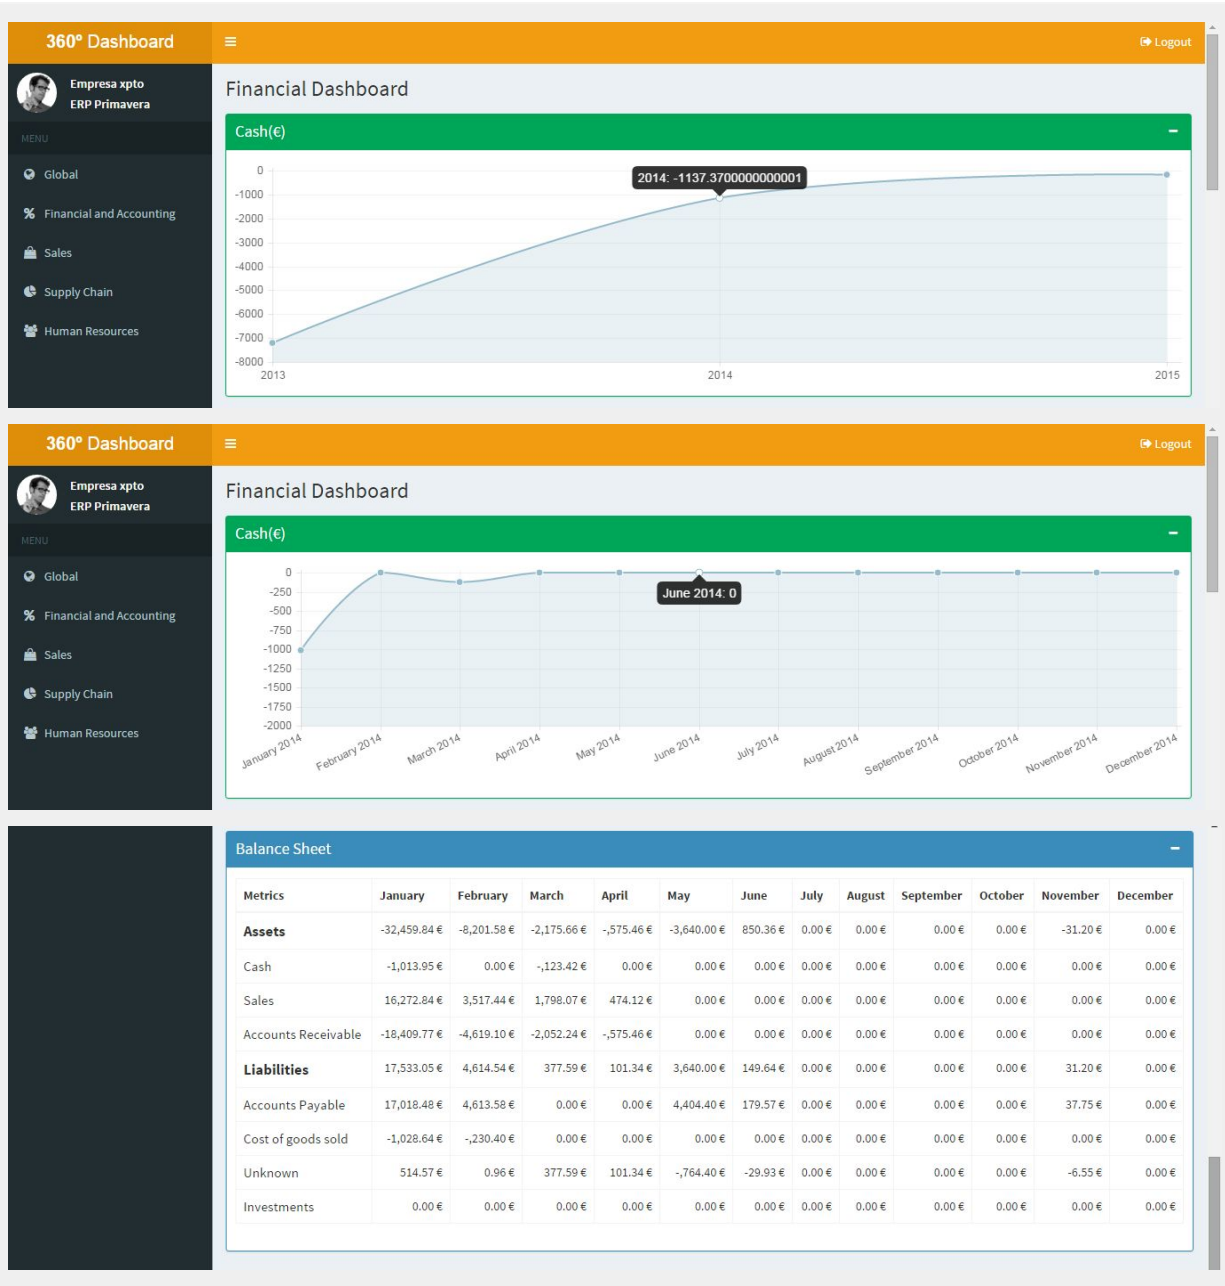 360º Dashboard
Logout
Empresa xpto
ERP Primavera
MENU
Global
Financial and Accounting
Sales
Supply Chain
Human Resources
Financial Dashboard
Cash(€)
0
-1000
-2000
-3000
-4000
-5000
-6000
-7000
-8000
2014: -1137.3700000000001
2013 2014 2015
360º Dashboard
Logout
Empresa xpto
ERP Primavera
MENU
Global
Financial and Accounting
Sales
Supply Chain
Human Resources
Financial Dashboard
Cash(€)
0
-250
-500
-750
-1000
-1250
-1500
-1750
-2000
June 2014: 0
January 2014 February 2014 March 2014 April 2014 May 2014 June 2014 July 2014 August 2014 September 2014 October 2014 November 2014 December 2014
Balance Sheet
Metrics January February March April May June July August September October November December
Assets -32,459.84 € -8,201.58 € -2,175.66 € -,575.46 € -3,640.00 € 850.36 € 0.00 € 0.00 € 0.00 € 0.00 € -31.20 € 0.00 €
Cash -1,013.95 € 0.00 € -,123.42 € 0.00 € 0.00 € 0.00 € 0.00 € 0.00 € 0.00 € 0.00 € 0.00 € 0.00 €
Sales 16,272.84 € 3,517.44 € 1,798.07 € 474.12 € 0.00 € 0.00 € 0.00 € 0.00 € 0.00 € 0.00 € 0.00 € 0.00 €
Accounts Receivable -18,409.77 € -4,619.10 € -2,052.24 € -,575.46 € 0.00 € 0.00 € 0.00 € 0.00 € 0.00 € 0.00 € 0.00 € 0.00 €
Liabilities 17,533.05 € 4,614.54 € 377.59 € 101.34 € 3,640.00 € 149.64 € 0.00 € 0.00 € 0.00 € 0.00 € 31.20 € 0.00 €
Accounts Payable 17,018.48 € 4,613.58 € 0.00 € 0.00 € 4,404.40 € 179.57 € 0.00 € 0.00 € 0.00 € 0.00 € 37.75 € 0.00 €
Cost of goods sold -1,028.64 € -,230.40 € 0.00 € 0.00 € 0.00 € 0.00 € 0.00 € 0.00 € 0.00 € 0.00 € 0.00 € 0.00 €
Unknown 514.57 € 0.96 € 377.59 € 101.34 € -,764.40 € -29.93 € 0.00 € 0.00 € 0.00 € 0.00 € -6.55 € 0.00 €
Investments 0.00 € 0.00 € 0.00 € 0.00 € 0.00 € 0.00 € 0.00 € 0.00 € 0.00 € 0.00 € 0.00 € 0.00 €